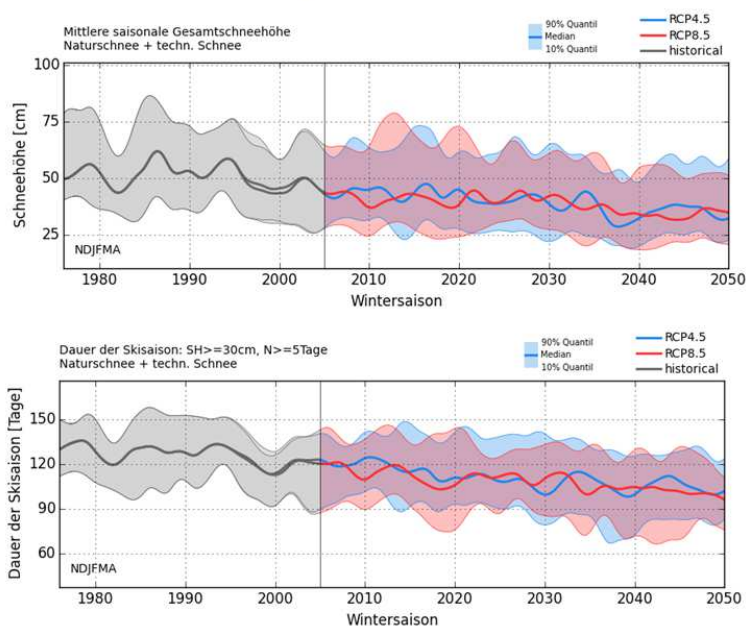 Mittlere saisonale Gesamtschneehöhe
Naturschnee + techn. Schnee
90% Quantil
Median
10% Quantil
RCP4.5
RCP8.5
historical
Schneehöhe [cm]
100
75
50
25
NDJFMA
1980 1990 2000 2010 2020 2030 2040 2050
Wintersaison
Dauer der Skisaison: SH>=30cm, N>=5Tage
Naturschnee + techn. Schnee
90% Quantil
Median
10% Quantil
RCP4.5
RCP8.5
historical
Dauer der Skisaison [Tage]
150
120
90
60
NDJFMA
1980 1990 2000 2010 2020 2030 2040 2050
Wintersaison